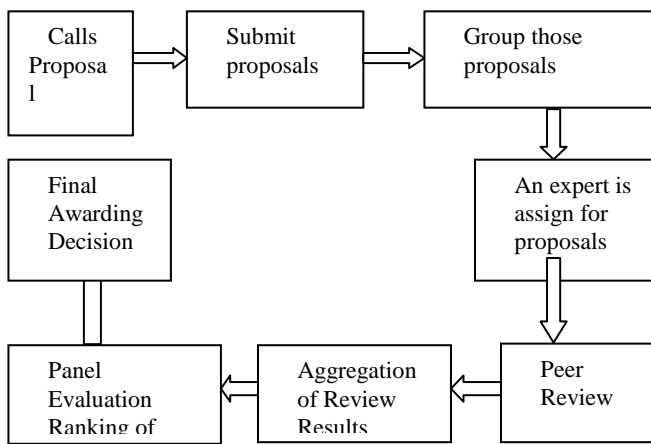 Calls
Proposa
l
Submit
proposals
Group those
proposals
An expert is
assign for
proposals
Peer
Review
Aggregation
of Review
Results
Panel
Evaluation
Ranking of
Final
Awarding
Decision